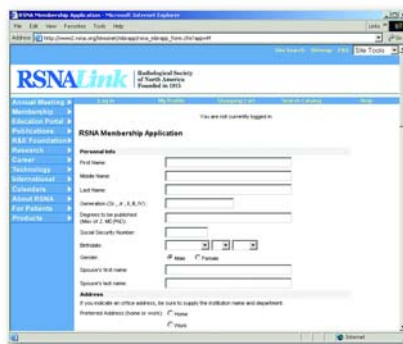 RSNA Membership Application - Microsoft Internet Explorer
File Edit View Favorites Tools Help
Links
Address
Site Search Sitemap FAQ Site Tools
RSNALink
Radiological Society
of North America
Founded in 1915
Annual Meeting
Log In My Profile Shopping Cart Search Catalog Help
Membership
Education Portal
Publications
R&E Foundation
Research
Career
Technology
International
Calendars
About RSNA
For Patients
Products
You are not currently logged in.
RSNA Membership Application
Personal Info
First Name:
Middle Name:
Last Name:
Generation (Sr., Jr., II, III, IV):
Degrees to be published
(Max of 2: MD,PhD):
Social Security Number:
Birthdate:
Gender: Male Female
Spouse's first name:
Spouse's last name:
Address
If you indicate an office address, be sure to supply the institution name and department.
Preferred Address (home or work): Home
Work
Internet